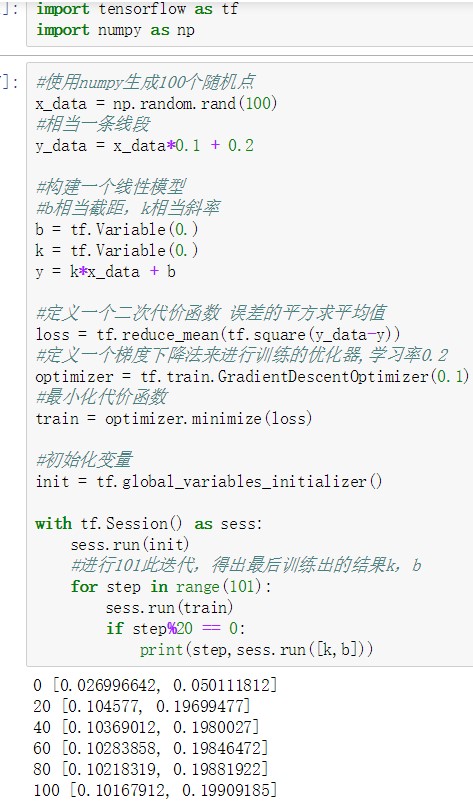 ]: import tensorflow as tf
import numpy as np
]: #使用numpy生成100个随机点
x_data = np.random.rand(100)
#相当一条线段
y_data = x_data*0.1 + 0.2
#构建一个线性模型
#b相当截距，k相当斜率
b = tf.Variable(0.)
k = tf.Variable(0.)
y = k*x_data + b
#定义一个二次代价函数 误差的平方求平均值
loss = tf.reduce_mean(tf.square(y_data-y))
#定义一个梯度下降法来进行训练的优化器,学习率0.2
optimizer = tf.train.GradientDescentOptimizer(0.1)
#最小化代价函数
train = optimizer.minimize(loss)
#初始化变量
init = tf.global_variables_initializer()
with tf.Session() as sess:
sess.run(init)
#进行101此迭代，得出最后训练出的结果k，b
for step in range(101):
sess.run(train)
if step%20 == 0:
print(step,sess.run([k,b]))
0 [0.026996642, 0.050111812]
20 [0.104577, 0.19699477]
40 [0.10369012, 0.1980027]
60 [0.10283858, 0.19846472]
80 [0.10218319, 0.19881922]
100 [0.10167912, 0.19909185]